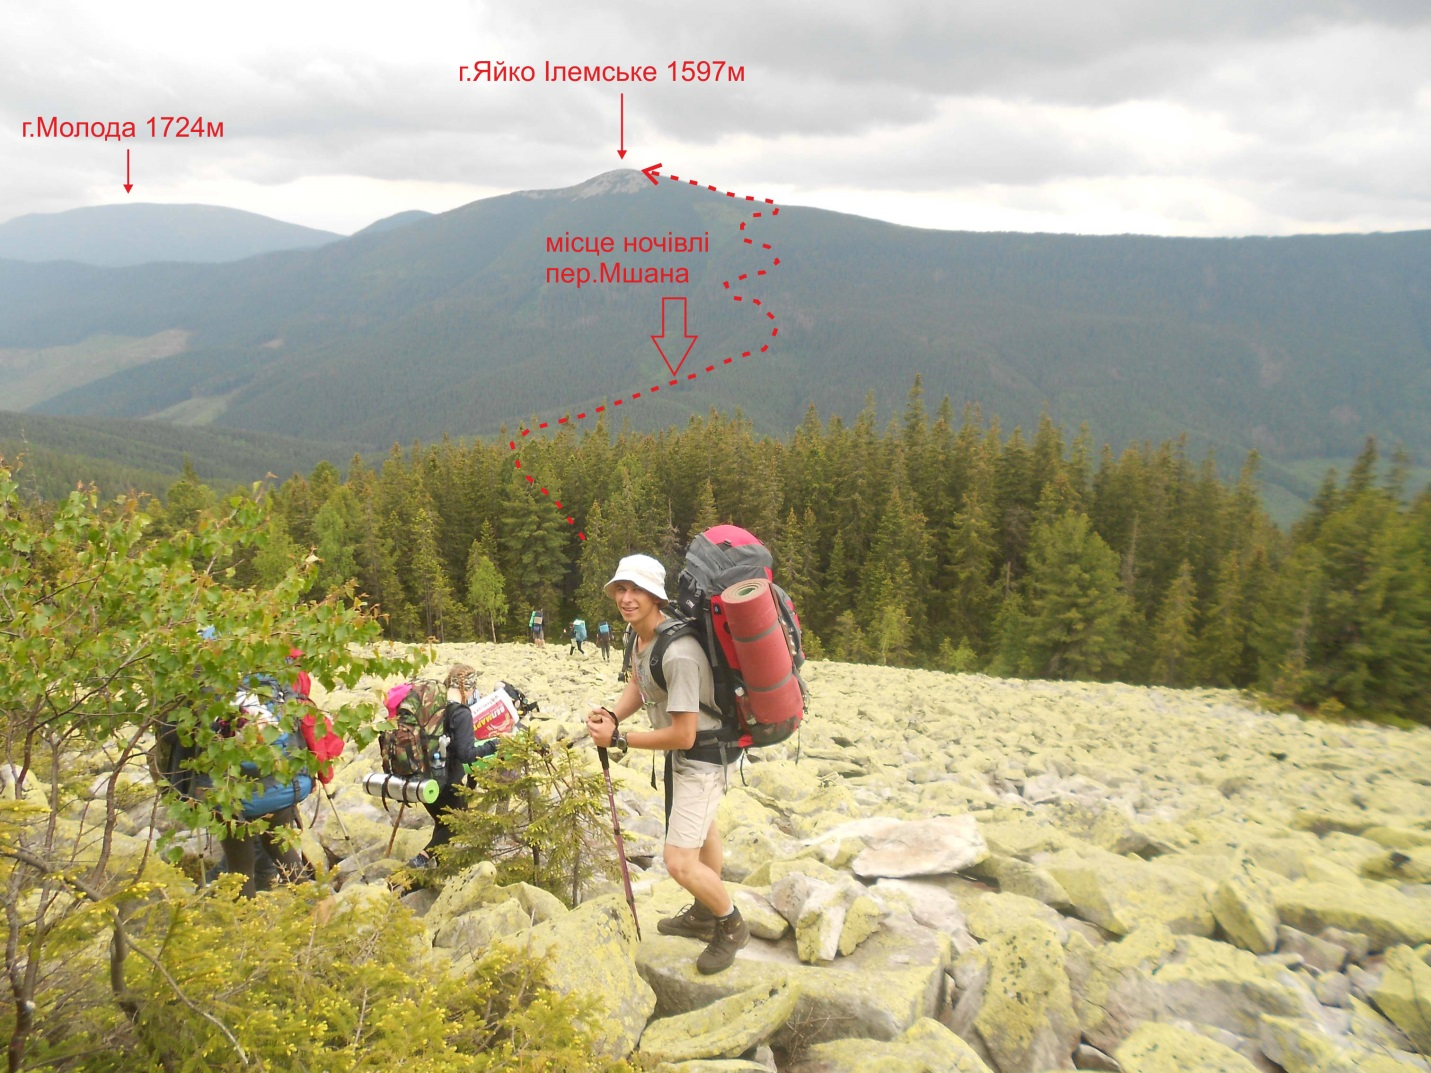 г.Яйко Ілемське 1597м
г.Молода 1724м
місце ночівлі
пер.Мшана